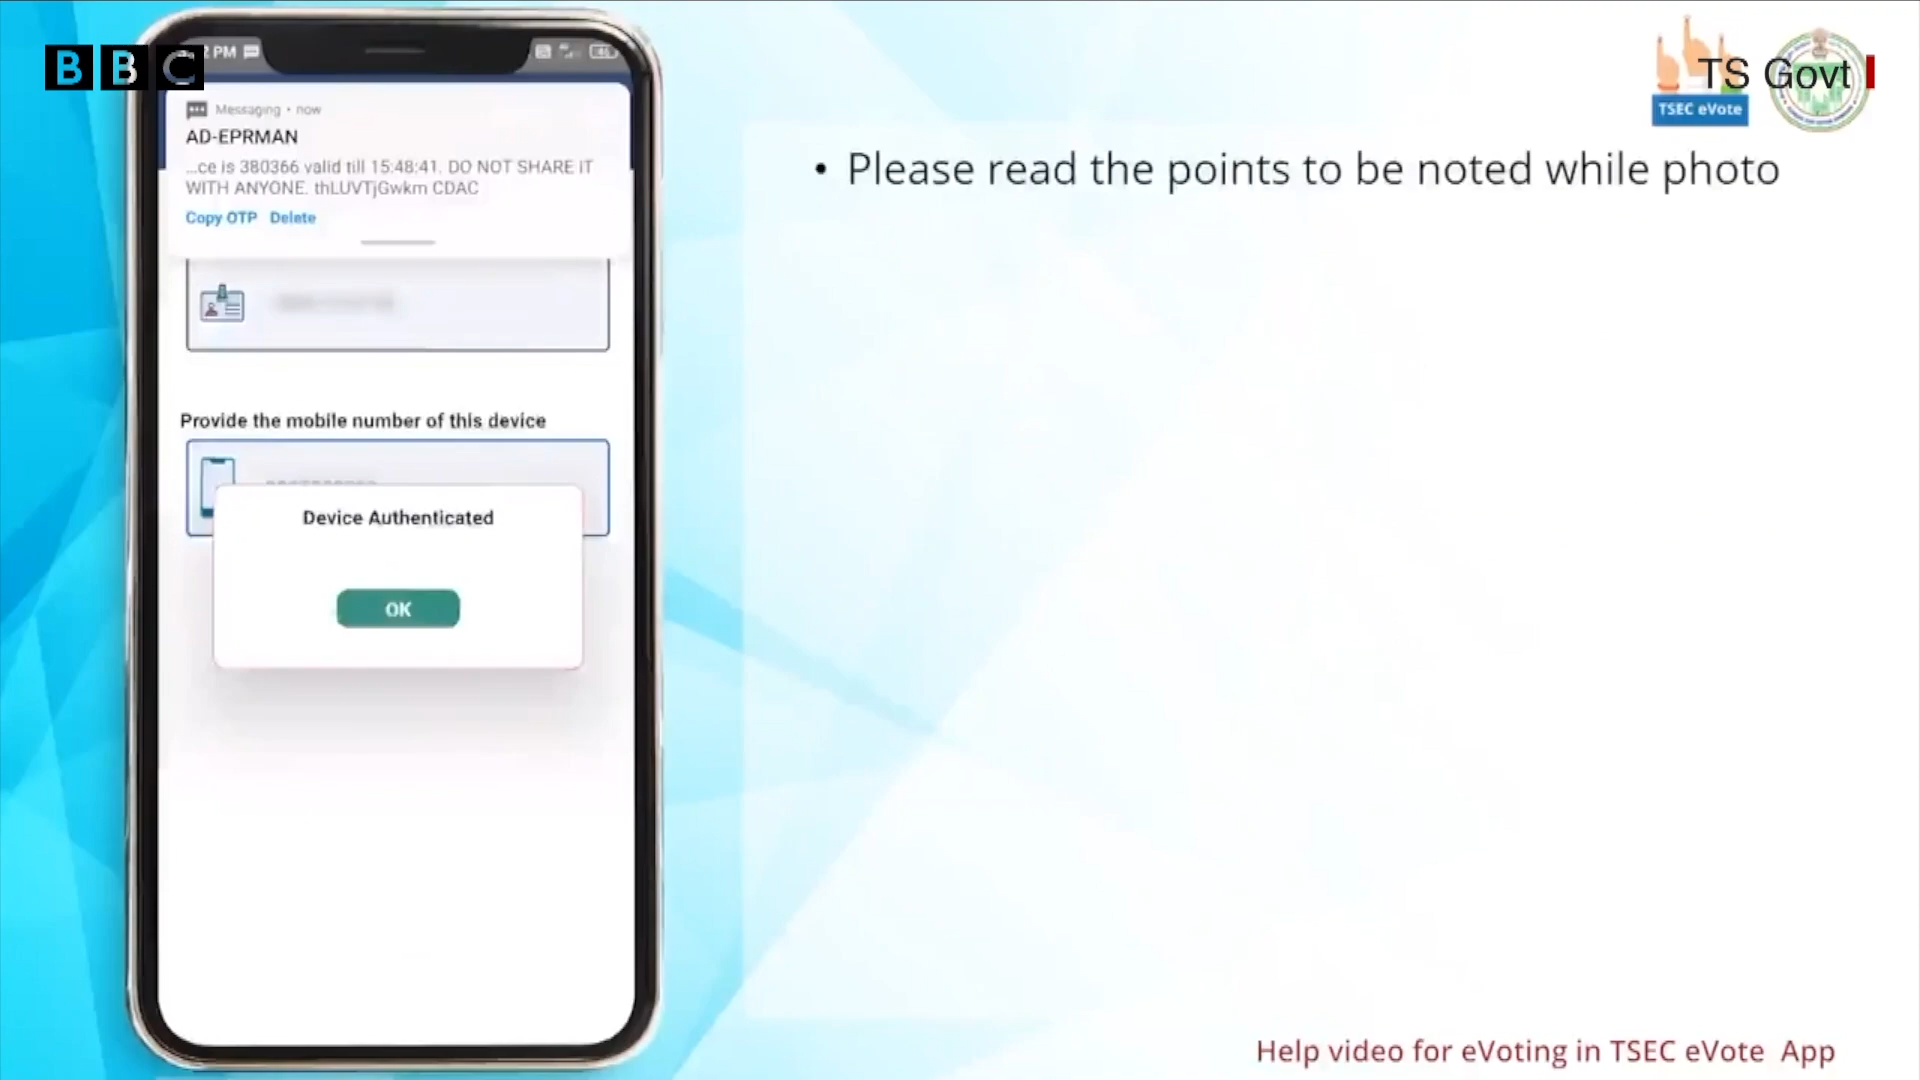 BBC
2 PM
Messaging • now
AD-EPRMAN
...ce is 380366 valid till 15:48:41. DO NOT SHARE IT
WITH ANYONE. thLUVTjGwkm CDAC
Copy OTP Delete
Provide the mobile number of this device
Device Authenticated
OK
TS Govt
TSEC eVote
• Please read the points to be noted while photo
Help video for eVoting in TSEC eVote App